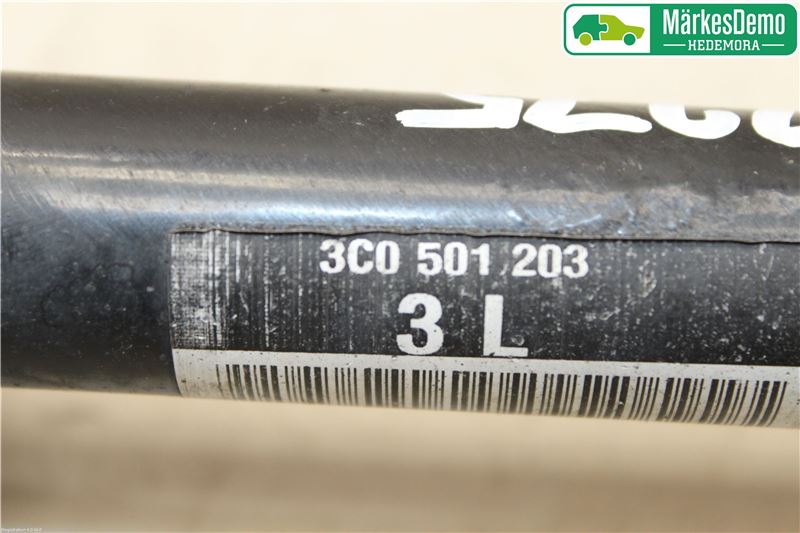 MärkesDemo
HEDEMORA
3C0 501 203
3 L